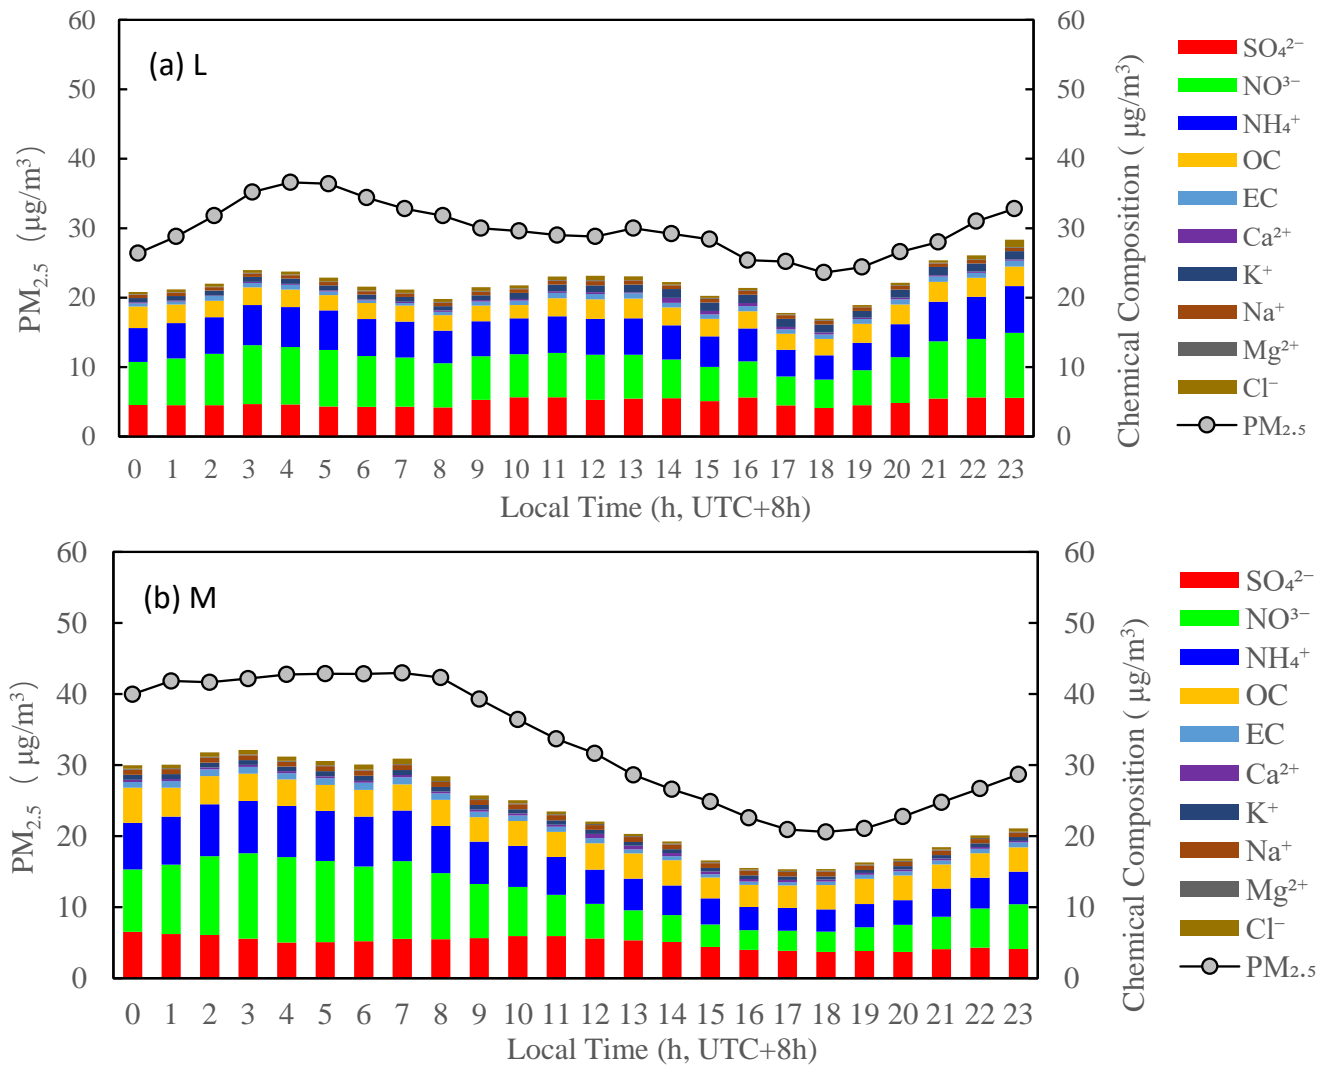 (a) L
PM₂.₅ (μg/m³)
60
50
40
30
20
10
0
0 1 2 3 4 5 6 7 8 9 10 11 12 13 14 15 16 17 18 19 20 21 22 23
Local Time (h, UTC+8h)
60
50
40
30
20
10
0
Chemical Composition ( μg/m³)
SO₄²⁻
NO³⁻
NH₄⁺
OC
EC
Ca²⁺
K⁺
Na⁺
Mg²⁺
Cl⁻
PM₂.₅
(b) M
PM₂.₅ (μg/m³)
60
50
40
30
20
10
0
0 1 2 3 4 5 6 7 8 9 10 11 12 13 14 15 16 17 18 19 20 21 22 23
Local Time (h, UTC+8h)
60
50
40
30
20
10
0
Chemical Composition ( μg/m³)
SO₄²⁻
NO³⁻
NH₄⁺
OC
EC
Ca²⁺
K⁺
Na⁺
Mg²⁺
Cl⁻
PM₂.₅